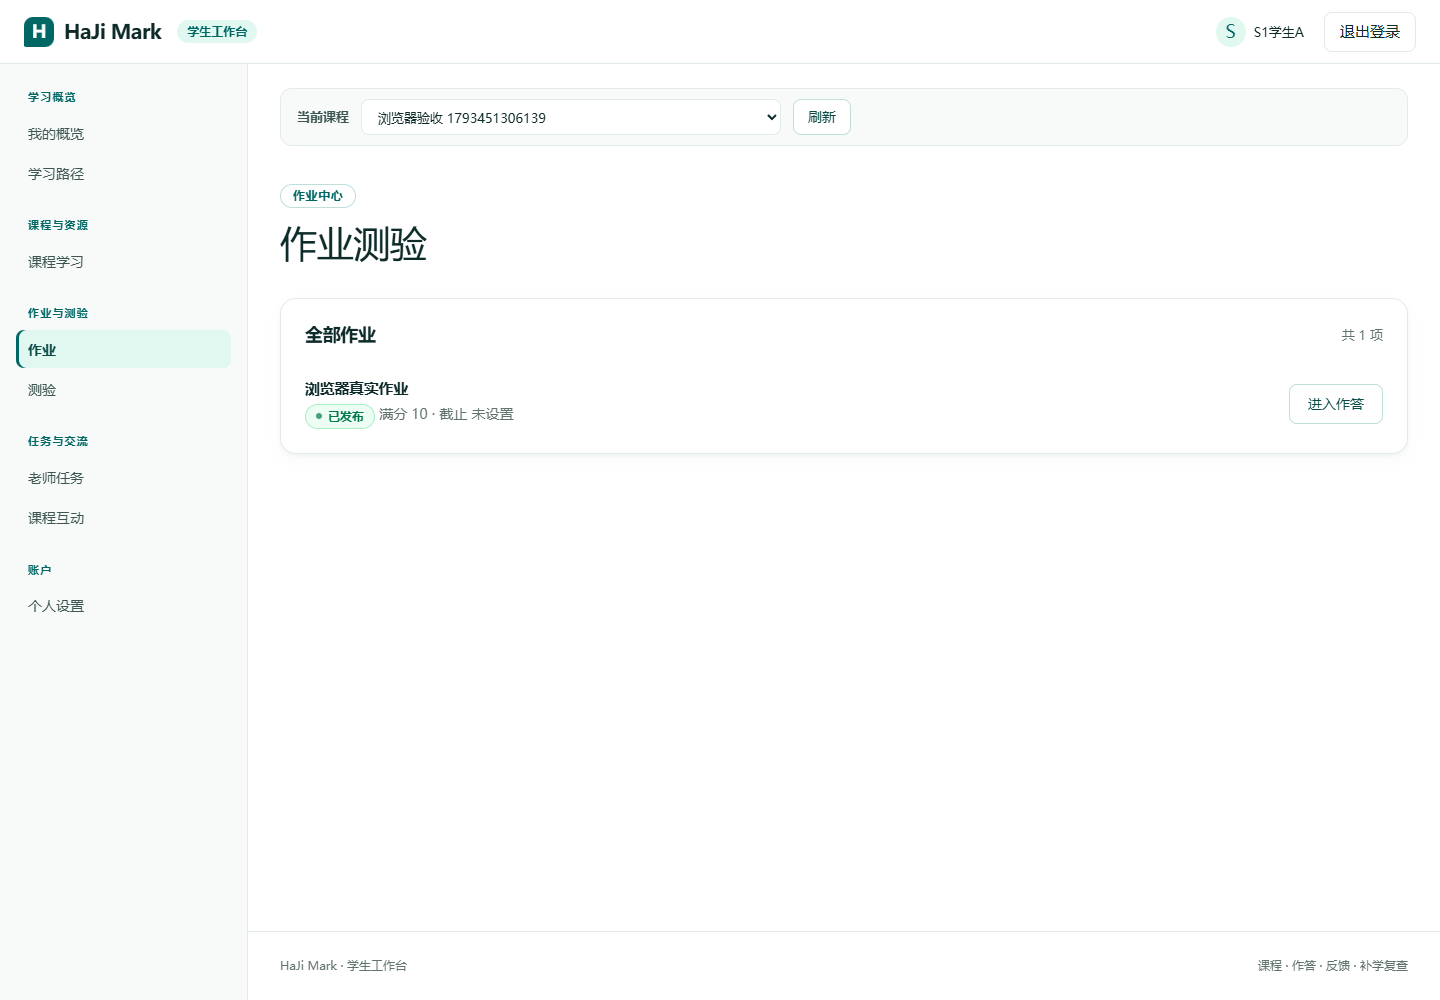 H HaJi Mark 学生工作台
S S1学生A 退出登录
学习概览
我的概览
学习路径
课程与资源
课程学习
作业与测验
作业
测验
任务与交流
老师任务
课程互动
账户
个人设置
当前课程 浏览器验收 1793451306139 刷新
作业中心
作业测验
全部作业 共 1 项
浏览器真实作业
已发布 满分 10 · 截止 未设置
进入作答
HaJi Mark · 学生工作台
课程 · 作答 · 反馈 · 补学复查